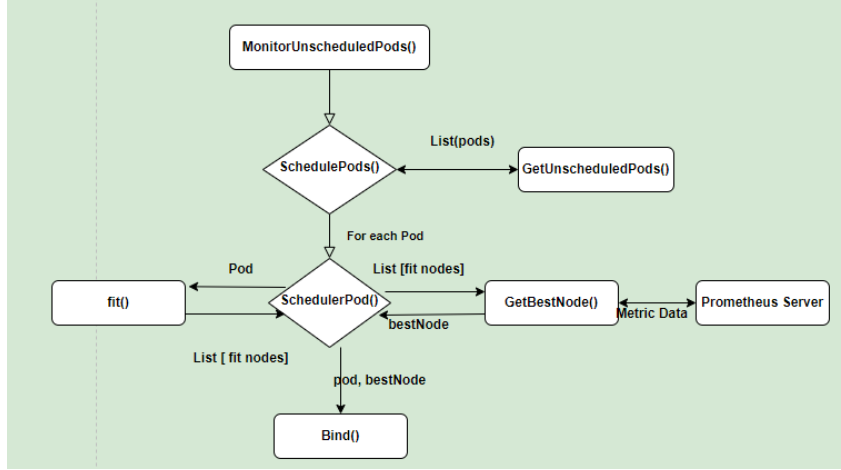 MonitorUnscheduledPods()
List(pods)
SchedulePods()
GetUnscheduledPods()
For each Pod
Pod
List [fit nodes]
fit()
SchedulerPod()
GetBestNode()
Prometheus Server
Metric Data
bestNode
List [ fit nodes]
pod, bestNode
Bind()